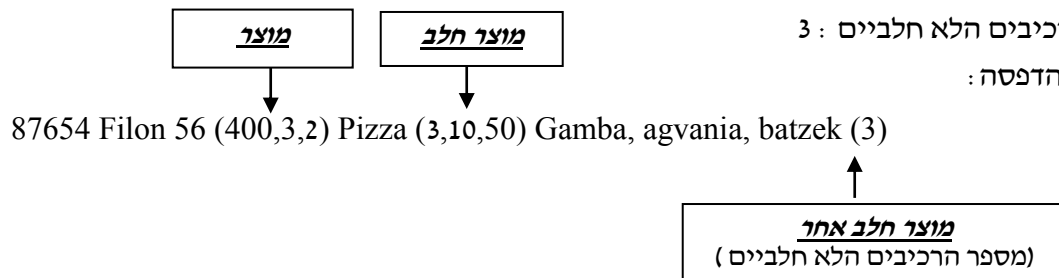 מוצר
מוצר חלב
רכיבים הלא חלביים : 3
הדפסה :
87654 Filon 56 (400,3,2) Pizza (3,10,50) Gamba, agvania, batzek (3)
מוצר חלב אחר
(מספר הרכיבים הלא חלביים )